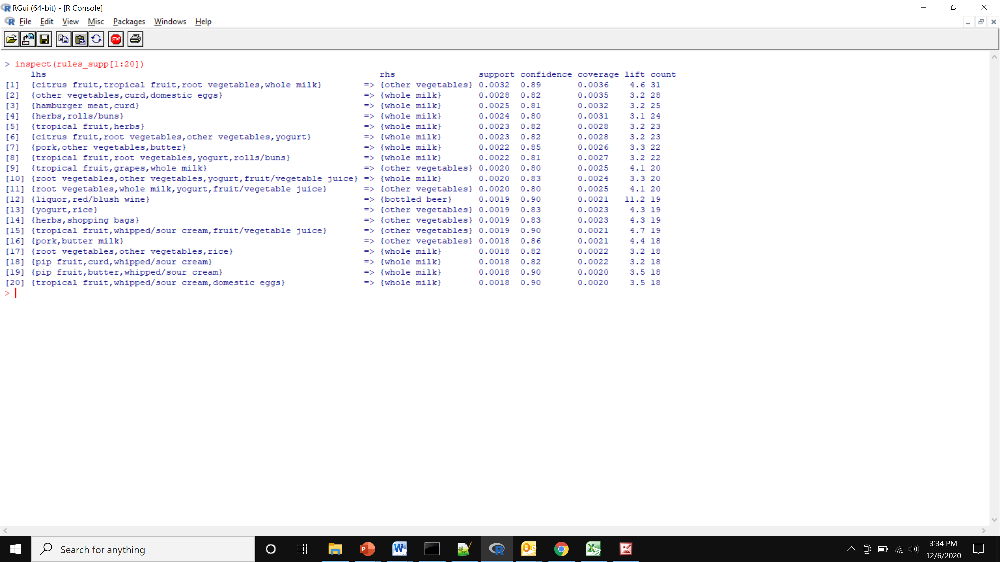 RGui (64-bit) - [R Console]
File Edit View Misc Packages Windows Help
STOP
> inspect(rules_supp[1:20])
lhs rhs support confidence coverage lift count
[1] {citrus fruit,tropical fruit,root vegetables,whole milk} => {other vegetables} 0.0032 0.89 0.0036 4.6 31
[2] {other vegetables,curd,domestic eggs} => {whole milk} 0.0028 0.82 0.0035 3.2 28
[3] {hamburger meat,curd} => {whole milk} 0.0025 0.81 0.0032 3.2 25
[4] {herbs,rolls/buns} => {whole milk} 0.0024 0.80 0.0031 3.1 24
[5] {tropical fruit,herbs} => {whole milk} 0.0023 0.82 0.0028 3.2 23
[6] {citrus fruit,root vegetables,other vegetables,yogurt} => {whole milk} 0.0023 0.82 0.0028 3.2 23
[7] {pork,other vegetables,butter} => {whole milk} 0.0022 0.85 0.0026 3.3 22
[8] {tropical fruit,root vegetables,yogurt,rolls/buns} => {whole milk} 0.0022 0.81 0.0027 3.2 22
[9] {tropical fruit,grapes,whole milk} => {other vegetables} 0.0020 0.80 0.0025 4.1 20
[10] {root vegetables,other vegetables,yogurt,fruit/vegetable juice} => {whole milk} 0.0020 0.83 0.0024 3.3 20
[11] {root vegetables,whole milk,yogurt,fruit/vegetable juice} => {other vegetables} 0.0020 0.80 0.0025 4.1 20
[12] {liquor,red/blush wine} => {bottled beer} 0.0019 0.90 0.0021 11.2 19
[13] {yogurt,rice} => {other vegetables} 0.0019 0.83 0.0023 4.3 19
[14] {herbs,shopping bags} => {other vegetables} 0.0019 0.83 0.0023 4.3 19
[15] {tropical fruit,whipped/sour cream,fruit/vegetable juice} => {other vegetables} 0.0019 0.90 0.0021 4.7 19
[16] {pork,butter milk} => {other vegetables} 0.0018 0.86 0.0021 4.4 18
[17] {root vegetables,other vegetables,rice} => {whole milk} 0.0018 0.82 0.0022 3.2 18
[18] {pip fruit,curd,whipped/sour cream} => {whole milk} 0.0018 0.82 0.0022 3.2 18
[19] {pip fruit,butter,whipped/sour cream} => {whole milk} 0.0018 0.90 0.0020 3.5 18
[20] {tropical fruit,whipped/sour cream,domestic eggs} => {whole milk} 0.0018 0.90 0.0020 3.5 18
>
Search for anything
3:34 PM
12/6/2020